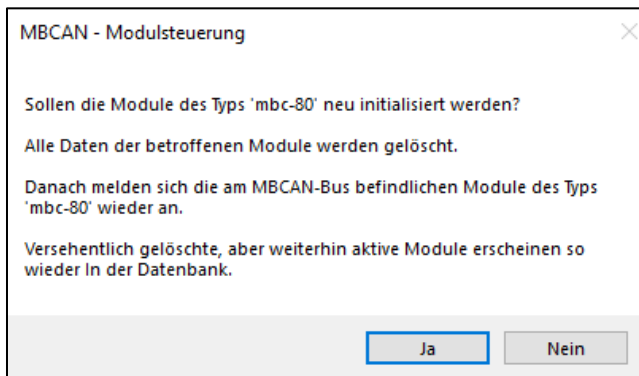 MBCAN - Modulsteuerung
Sollen die Module des Typs 'mbc-80' neu initialisiert werden?
Alle Daten der betroffenen Module werden gelöscht.
Danach melden sich die am MBCAN-Bus befindlichen Module des Typs
'mbc-80' wieder an.
Versehentlich gelöschte, aber weiterhin aktive Module erscheinen so
wieder In der Datenbank.
Ja
Nein